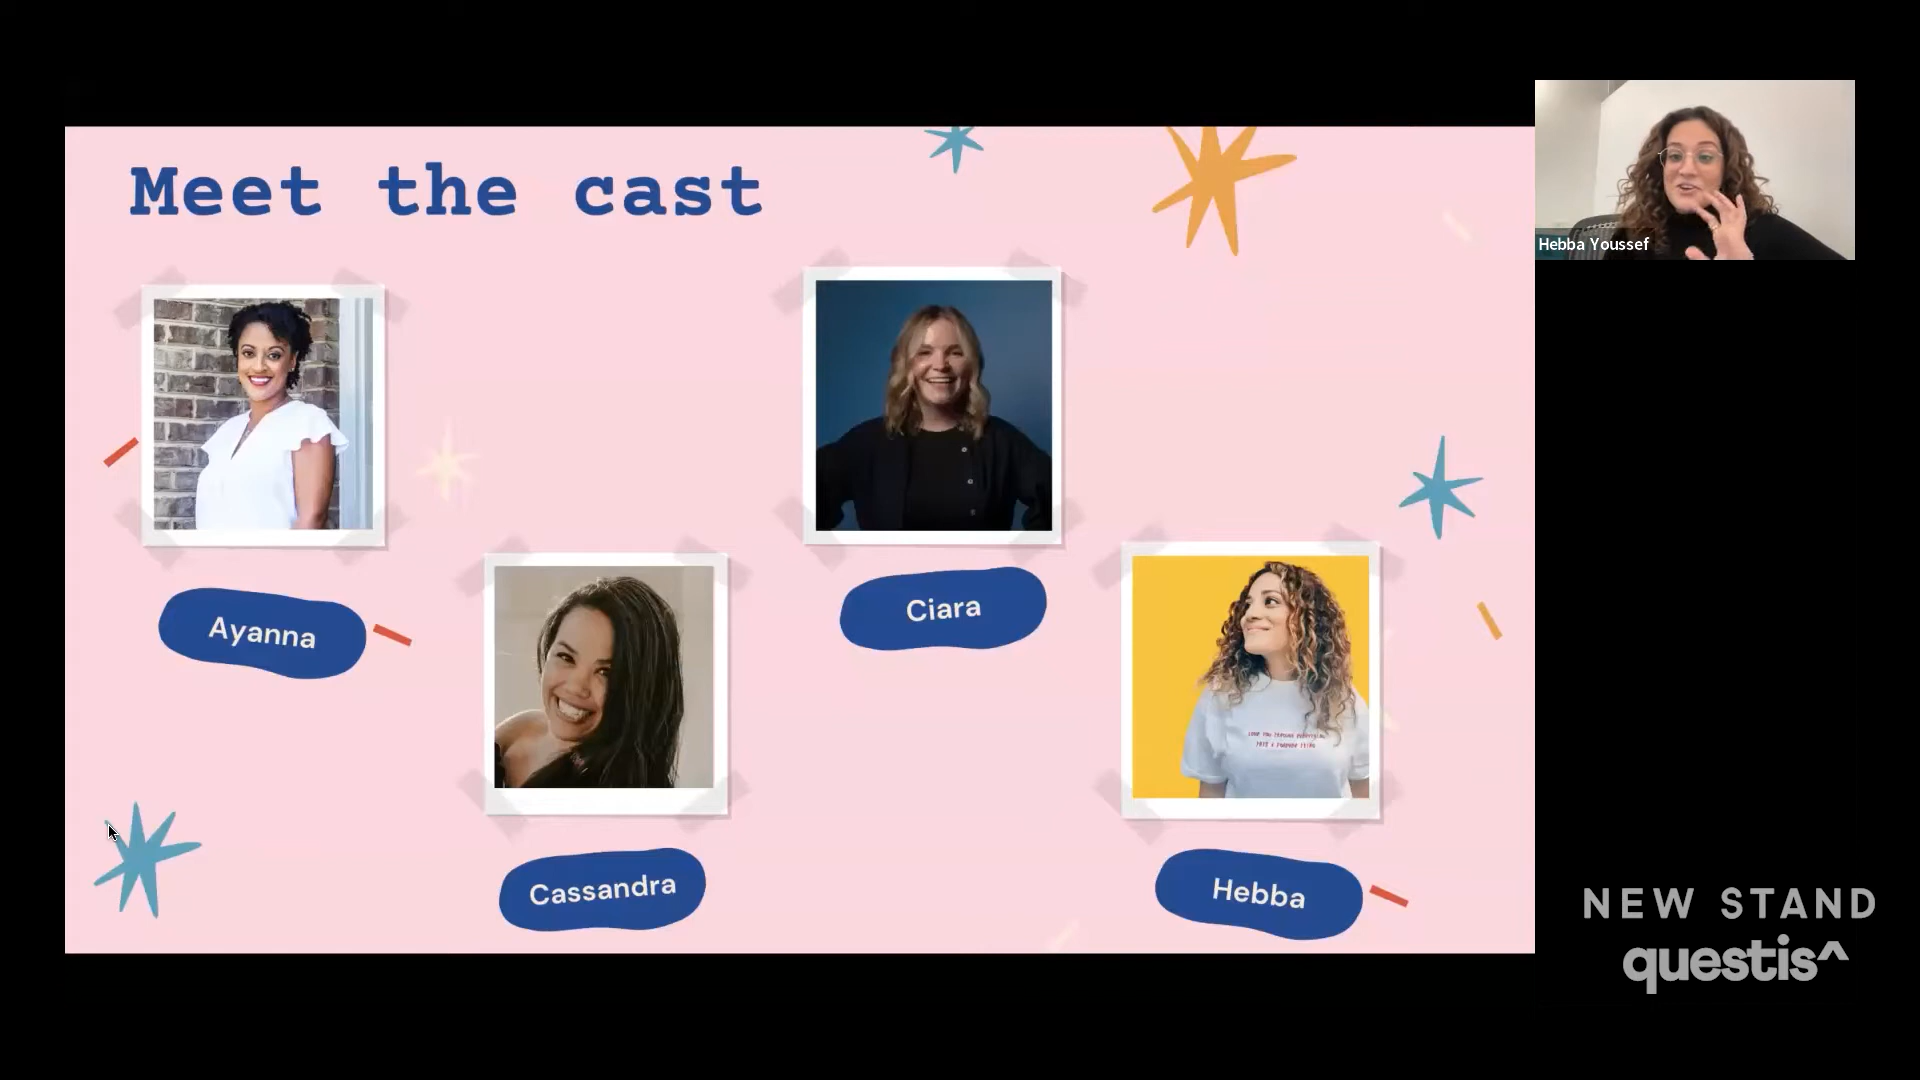 Meet the cast
Hebba Youssef
Ayanna
Ciara
Cassandra
Hebba
NEW STAND
questis^